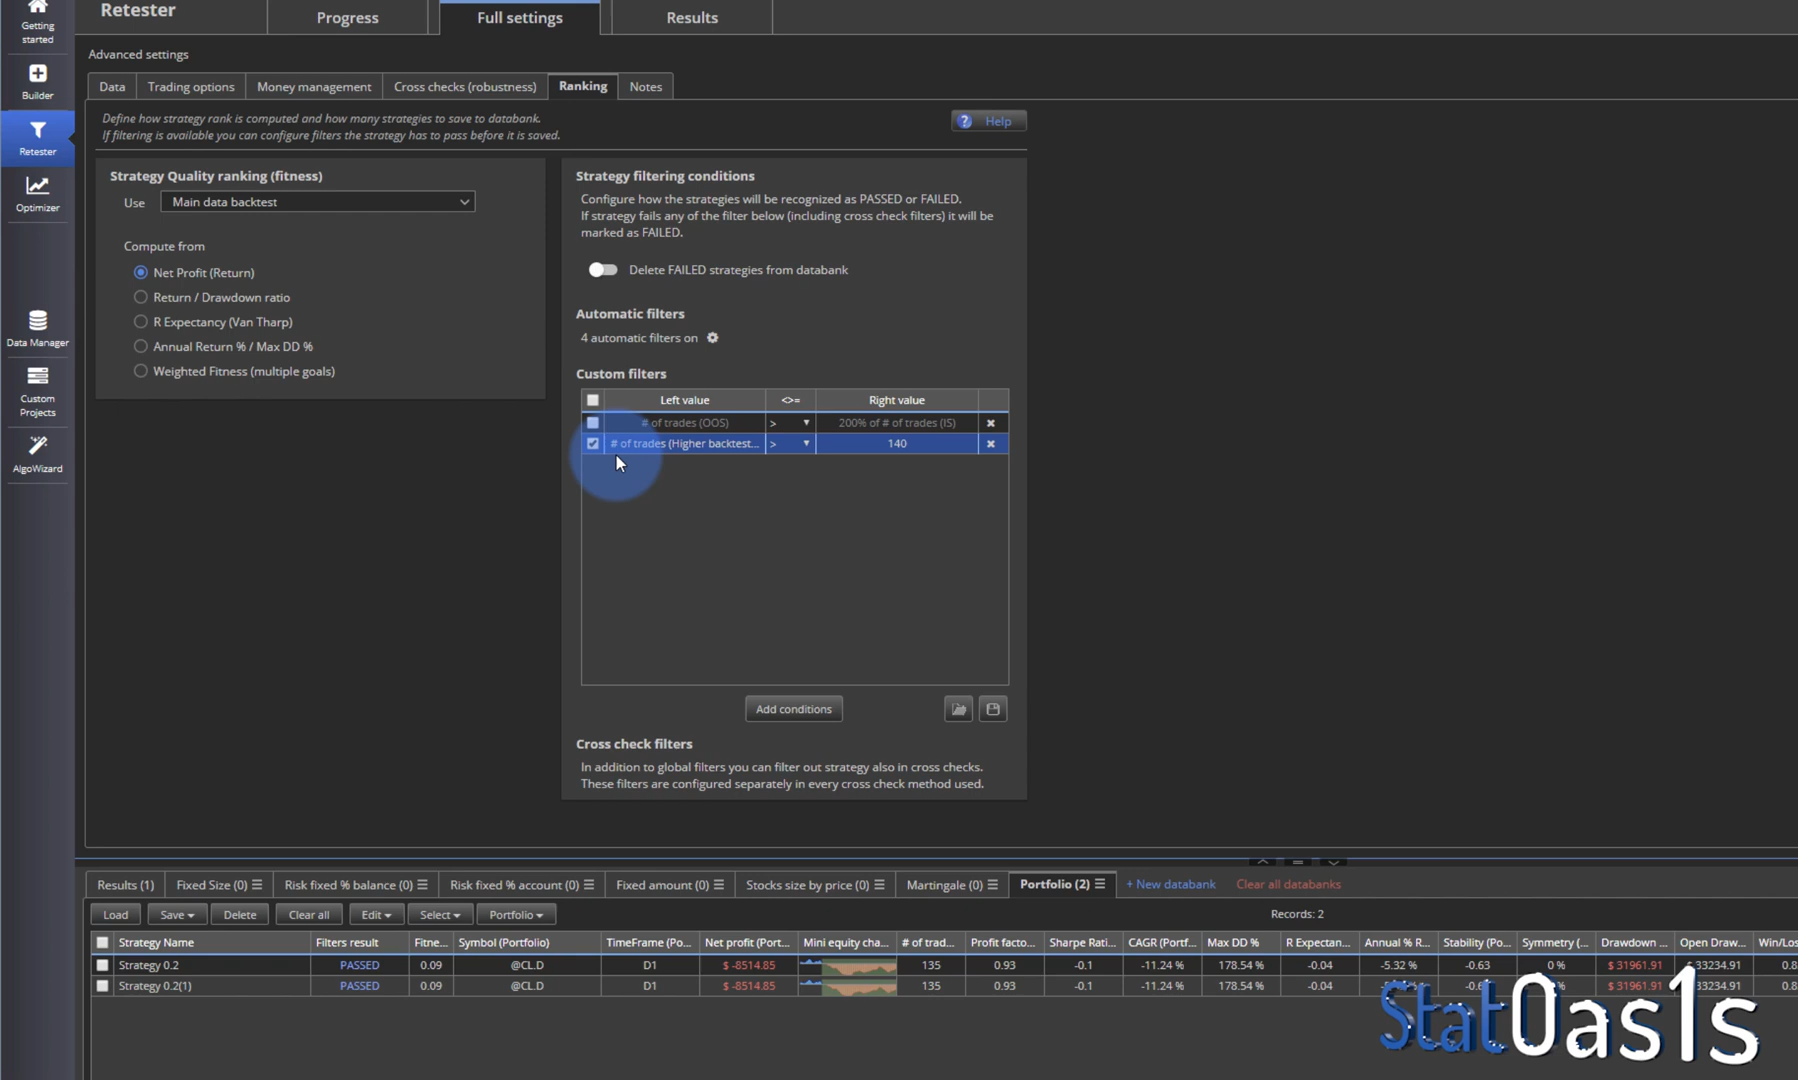 Getting started
Retester
Progress
Full settings
Results
Builder
Retester
Optimizer
Data Manager
Custom Projects
AlgoWizard
Advanced settings
Data
Trading options
Money management
Cross checks (robustness)
Ranking
Notes
Define how strategy rank is computed and how many strategies to save to databank.
If filtering is available you can configure filters the strategy has to pass before it is saved.
? Help
Strategy Quality ranking (fitness)
Use Main data backtest
Compute from
Net Profit (Return)
Return / Drawdown ratio
R Expectancy (Van Tharp)
Annual Return % / Max DD %
Weighted Fitness (multiple goals)
Strategy filtering conditions
Configure how the strategies will be recognized as PASSED or FAILED.
If strategy fails any of the filter below (including cross check filters) it will be
marked as FAILED.
Delete FAILED strategies from databank
Automatic filters
4 automatic filters on
Custom filters
Left value <>= Right value
# of trades (OOS) > 200% of # of trades (IS)
# of trades (Higher backtest... > 140
Add conditions
Cross check filters
In addition to global filters you can filter out strategy also in cross checks.
These filters are configured separately in every cross check method used.
Results (1) Fixed Size (0) Risk fixed % balance (0) Risk fixed % account (0) Fixed amount (0) Stocks size by price (0) Martingale (0) Portfolio (2) + New databank Clear all databanks
Load Save Delete Clear all Edit Select Portfolio Records: 2
Strategy Name Filters result Fitne... Symbol (Portfolio) TimeFrame (Po... Net profit (Port... Mini equity cha... # of trad... Profit facto... Sharpe Rati... CAGR (Portf... Max DD % R Expectan... Annual % R... Stability (Po... Symmetry (... Drawdown ... Open Draw... Win/Los
Strategy 0.2 PASSED 0.09 @CL.D D1 $ -8514.85 135 0.93 -0.1 -11.24 % 178.54 % -0.04 -5.32 % -0.63 0 % $ 31961.91 $ 33234.91 0.8
Strategy 0.2(1) PASSED 0.09 @CL.D D1 $ -8514.85 135 0.93 -0.1 -11.24 % 178.54 % -0.04 $ 31961.91 33234.91 0.8
StatOas1s